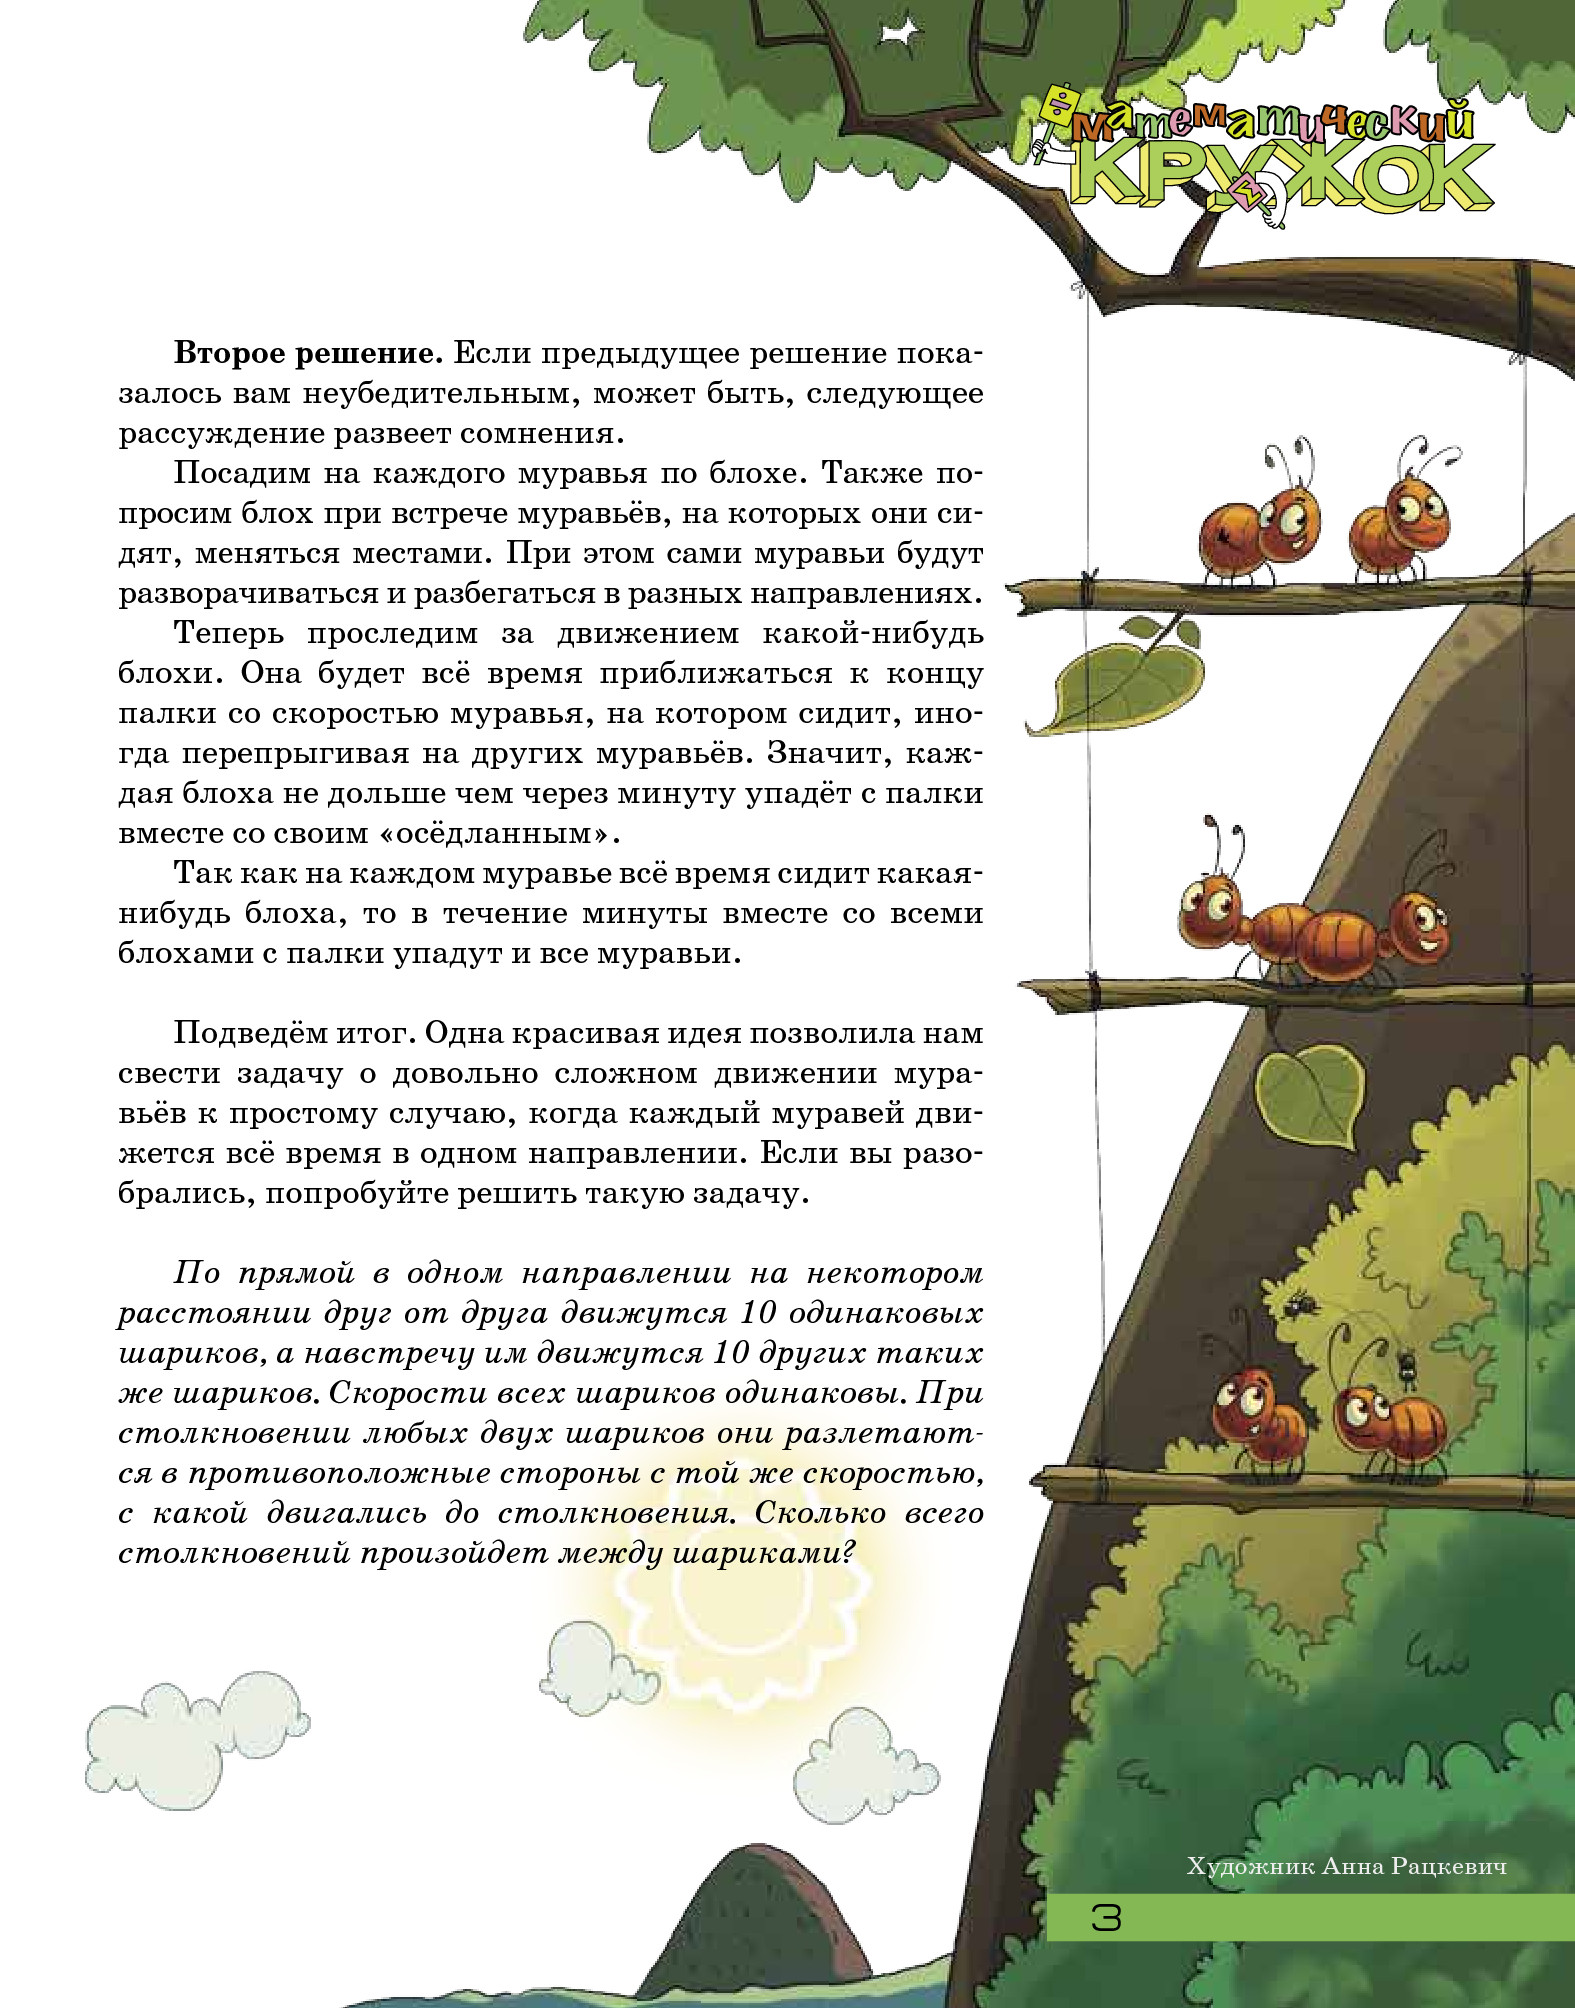 математический
КРУЖОК
Второе решение. Если предыдущее решение пока-
залось вам неубедительным, может быть, следующее
рассуждение развеет сомнения.
Посадим на каждого муравья по блохе. Также по-
просим блох при встрече муравьёв, на которых они си-
дят, меняться местами. При этом сами муравьи будут
разворачиваться и разбегаться в разных направлениях.
Теперь проследим за движением какой-нибудь
блохи. Она будет всё время приближаться к концу
палки со скоростью муравья, на котором сидит, ино-
гда перепрыгивая на других муравьёв. Значит, каж-
дая блоха не дольше чем через минуту упадёт с палки
вместе со своим «осёдланным».
Так как на каждом муравье всё время сидит какая-
нибудь блоха, то в течение минуты вместе со всеми
блохами с палки упадут и все муравьи.
Подведём итог. Одна красивая идея позволила нам
свести задачу о довольно сложном движении мура-
вьёв к простому случаю, когда каждый муравей дви-
жется всё время в одном направлении. Если вы разо-
брались, попробуйте решить такую задачу.
По прямой в одном направлении на некотором
расстоянии друг от друга движутся 10 одинаковых
шариков, а навстречу им движутся 10 других таких
же шариков. Скорости всех шариков одинаковы. При
столкновении любых двух шариков они разлетают-
ся в противоположные стороны с той же скоростью,
с какой двигались до столкновения. Сколько всего
столкновений произойдет между шариками?
Художник Анна Рацкевич
3